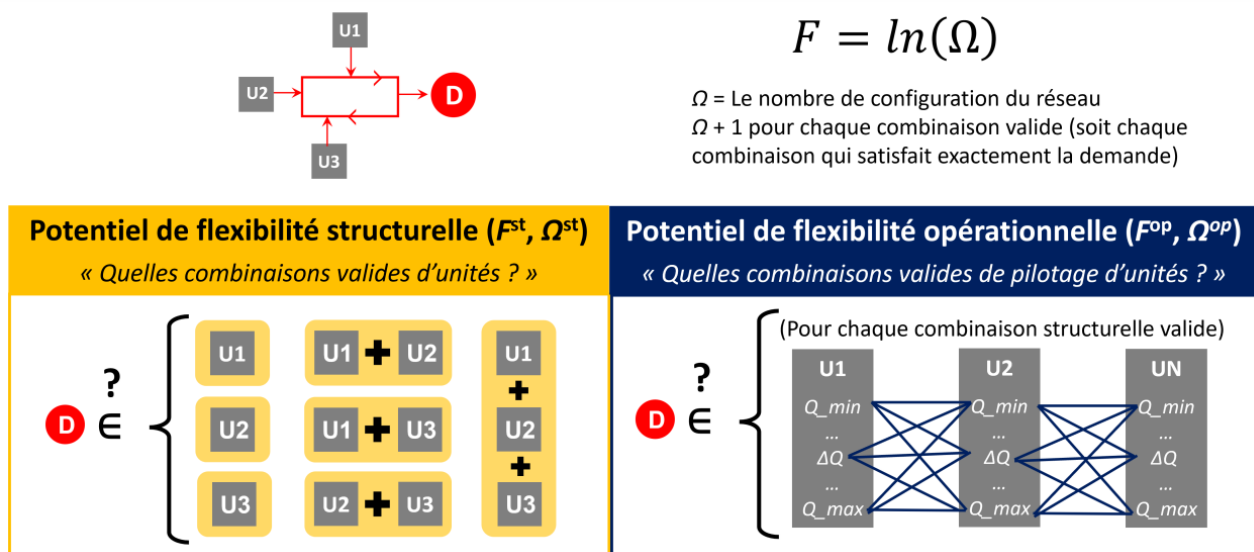 U1
U2
D
U3
F = ln(Ω)
Ω = Le nombre de configuration du réseau
Ω + 1 pour chaque combinaison valide (soit chaque
combinaison qui satisfait exactement la demande)
Potentiel de flexibilité structurelle (Fˢᵗ, Ωˢᵗ)
« Quelles combinaisons valides d’unités ? »
D ? ∈ {
U1
U1 + U2
U1
+
U2
U1 + U3
U2
+
U3
U2 + U3
U3
Potentiel de flexibilité opérationnelle (Fᵒᵖ, Ωᵒᵖ)
« Quelles combinaisons valides de pilotage d’unités ? »
(Pour chaque combinaison structurelle valide)
D ? ∈ {
U1 U2 UN
Q_min Q_min Q_min
... ... ...
ΔQ ΔQ ΔQ
... ... ...
Q_max Q_max Q_max